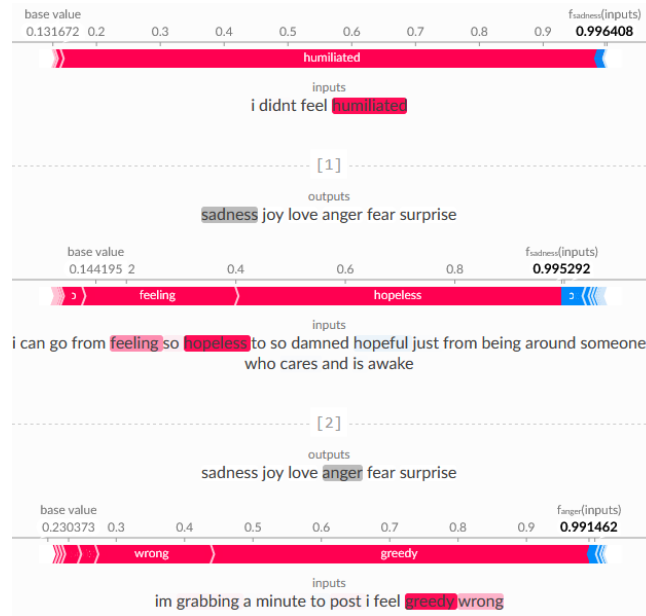 base value
fsadness(inputs)
0.131672 0.2 0.3 0.4 0.5 0.6 0.7 0.8 0.9 0.996408
humiliated
inputs
i didnt feel humiliated
[1]
outputs
sadness joy love anger fear surprise
base value
fsadness(inputs)
0.144195 2 0.4 0.6 0.8 0.995292
feeling hopeless
inputs
i can go from feeling so hopeless to so damned hopeful just from being around someone
who cares and is awake
[2]
outputs
sadness joy love anger fear surprise
base value
fanger(inputs)
0.230373 0.3 0.4 0.5 0.6 0.7 0.8 0.9 0.991462
wrong greedy
inputs
im grabbing a minute to post i feel greedy wrong